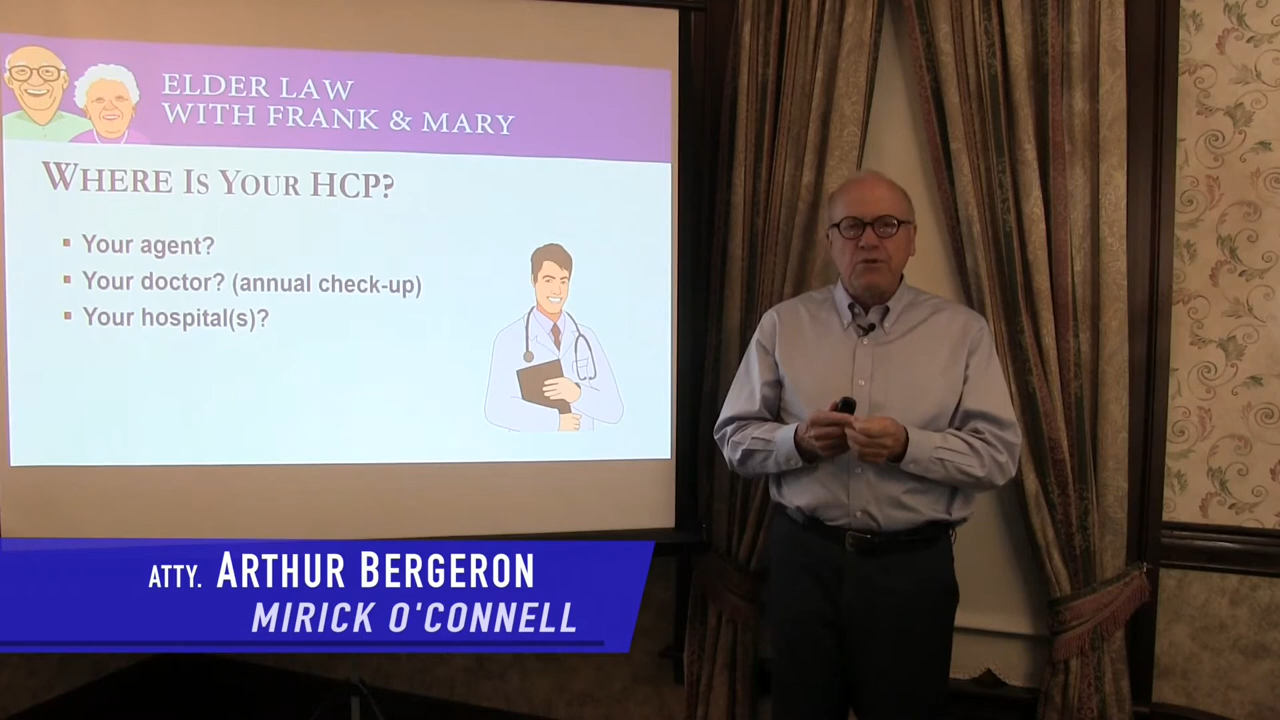 ELDER LAW
WITH FRANK & MARY
WHERE IS YOUR HCP?
Your agent?
Your doctor? (annual check-up)
Your hospital(s)?
ATTY. ARTHUR BERGERON
MIRICK O'CONNELL